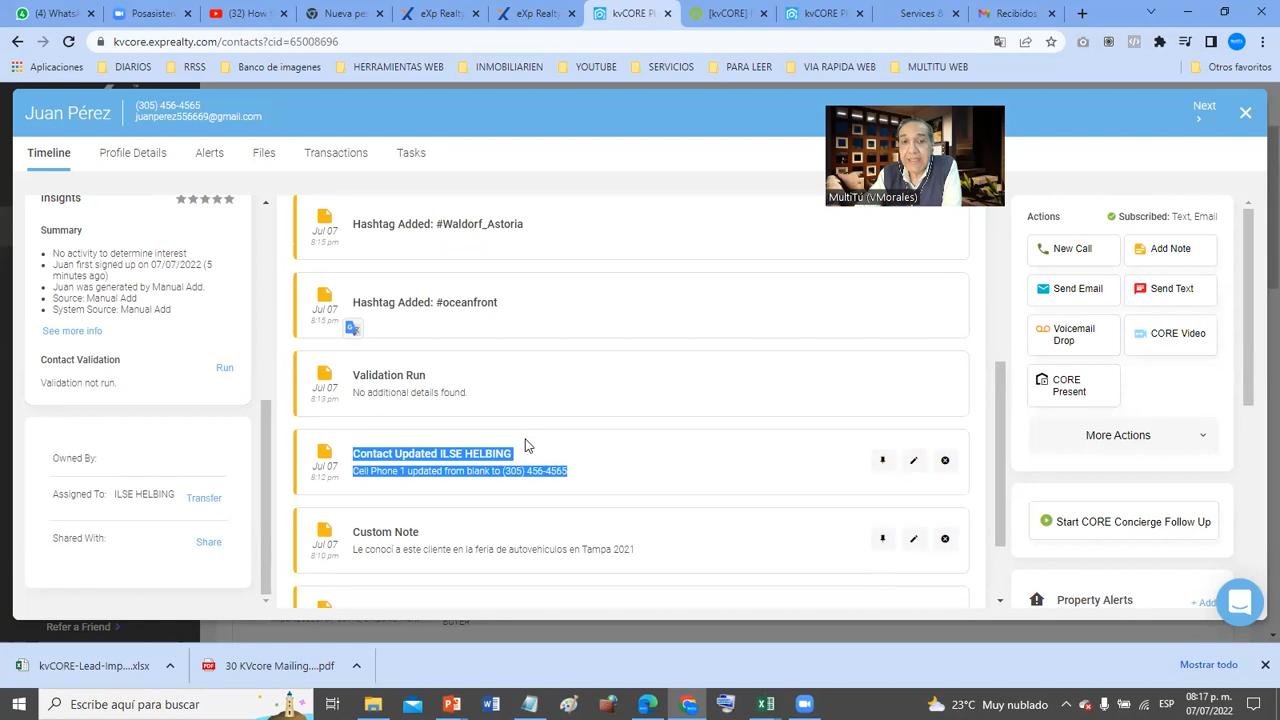 (4) WhatsA
Posasisten
(32) How t
Nueva pe
eXp Realty
eXp Realty
kvCORE Pl
[kvCORE]
kvCORE P
Services &
Recibidos
kvcore.exprealty.com/contacts?cid=65008696
Aplicaciones
DIARIOS
RRSS
Banco de imagenes
HERRAMIENTAS WEB
INMOBILIARIEN
YOUTUBE
SERVICIOS
PARA LEER
VIA RAPIDA WEB
MULTITU WEB
Otros favoritos
Juan Pérez
(305) 456-4565
juanperez556669@gmail.com
Next
Timeline
Profile Details
Alerts
Files
Transactions
Tasks
MultiTú (VMorales)
Insights
Summary
No activity to determine interest
Juan first signed up on 07/07/2022 (5
minutes ago)
Juan was generated by Manual Add.
Source: Manual Add
System Source: Manual Add
See more info
Contact Validation
Run
Validation not run.
Owned By:
Assigned To: ILSE HELBING
Transfer
Shared With:
Share
Refer a Friend
Jul 07
8:15 pm
Hashtag Added: #Waldorf_Astoria
Jul 07
8:15 pm
Hashtag Added: #oceanfront
Jul 07
8:13 pm
Validation Run
No additional details found.
Jul 07
8:12 pm
Contact Updated ILSE HELBING
Cell Phone 1 updated from blank to (305) 456-4565
Jul 07
8:10 pm
Custom Note
Le conocí a este cliente en la feria de autovehiculos en Tampa 2021
BUYER
Actions
Subscribed: Text, Email
New Call
Add Note
Send Email
Send Text
Voicemail
Drop
CORE Video
CORE
Present
More Actions
Start CORE Concierge Follow Up
Property Alerts
+ Add
kvCORE-Lead-Imp....xlsx
30 KVcore Mailing....pdf
Mostrar todo
Escribe aquí para buscar
23°C Muy nublado
ESP
08:17 p. m.
07/07/2022